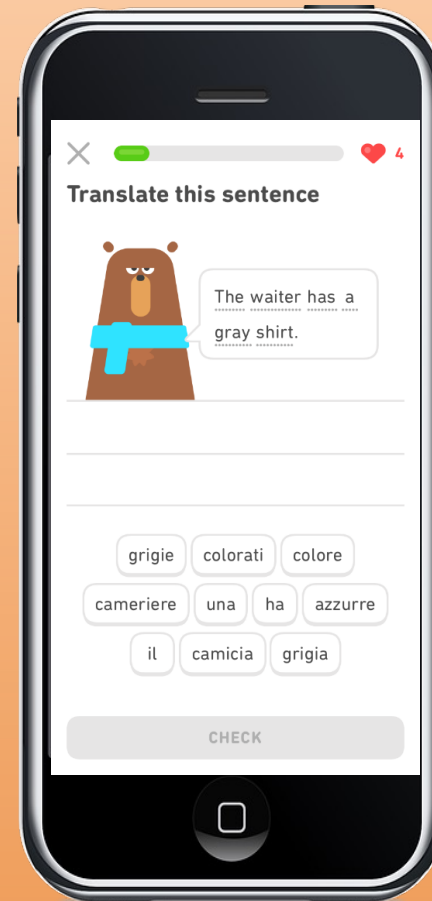 4
Translate this sentence
The waiter has a
gray shirt.
grigie colorati colore
cameriere una ha azzurre
il camicia grigia
CHECK